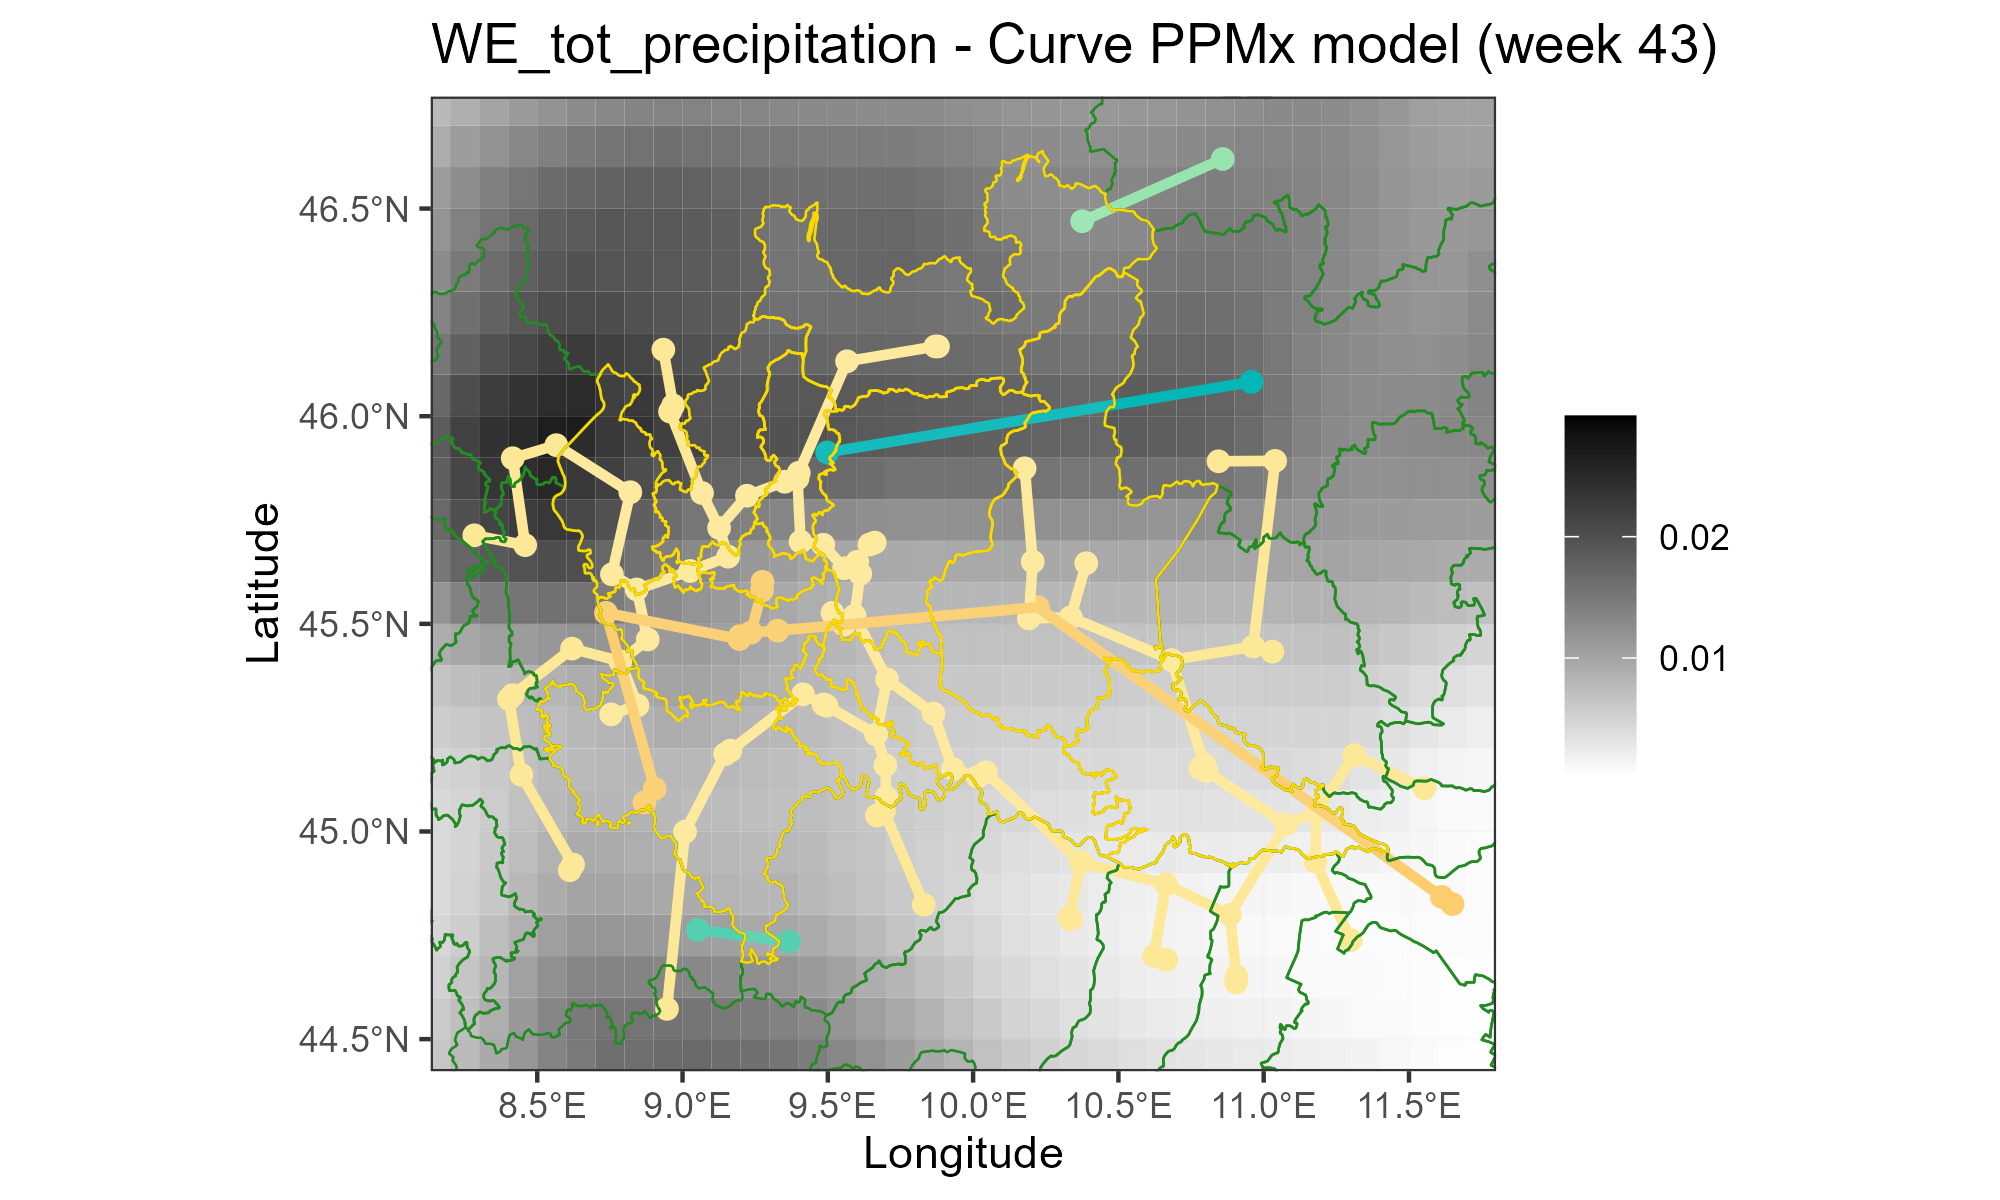 WE_tot_precipitation - Curve PPMx model (week 43)
46.5°N
46.0°N
45.5°N
45.0°N
44.5°N
Latitude
8.5°E 9.0°E 9.5°E 10.0°E 10.5°E 11.0°E 11.5°E
Longitude
0.02
0.01